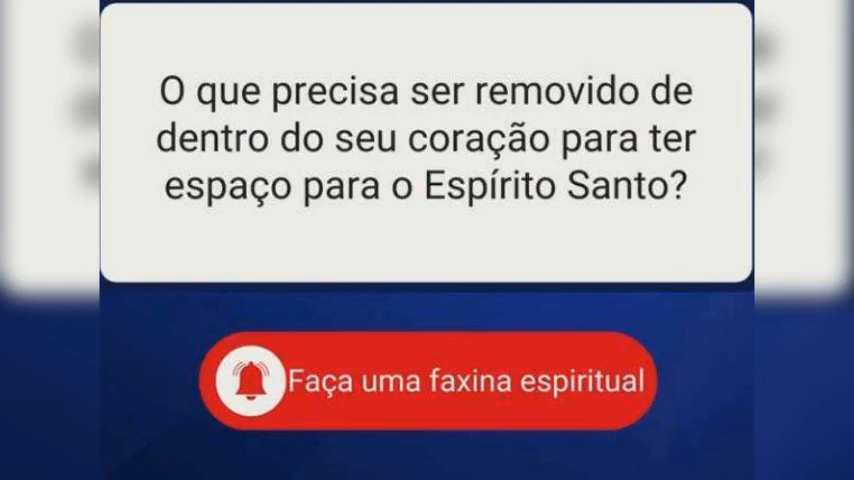 O que precisa ser removido de
dentro do seu coração para ter
espaço para o Espírito Santo?
Faça uma faxina espiritual